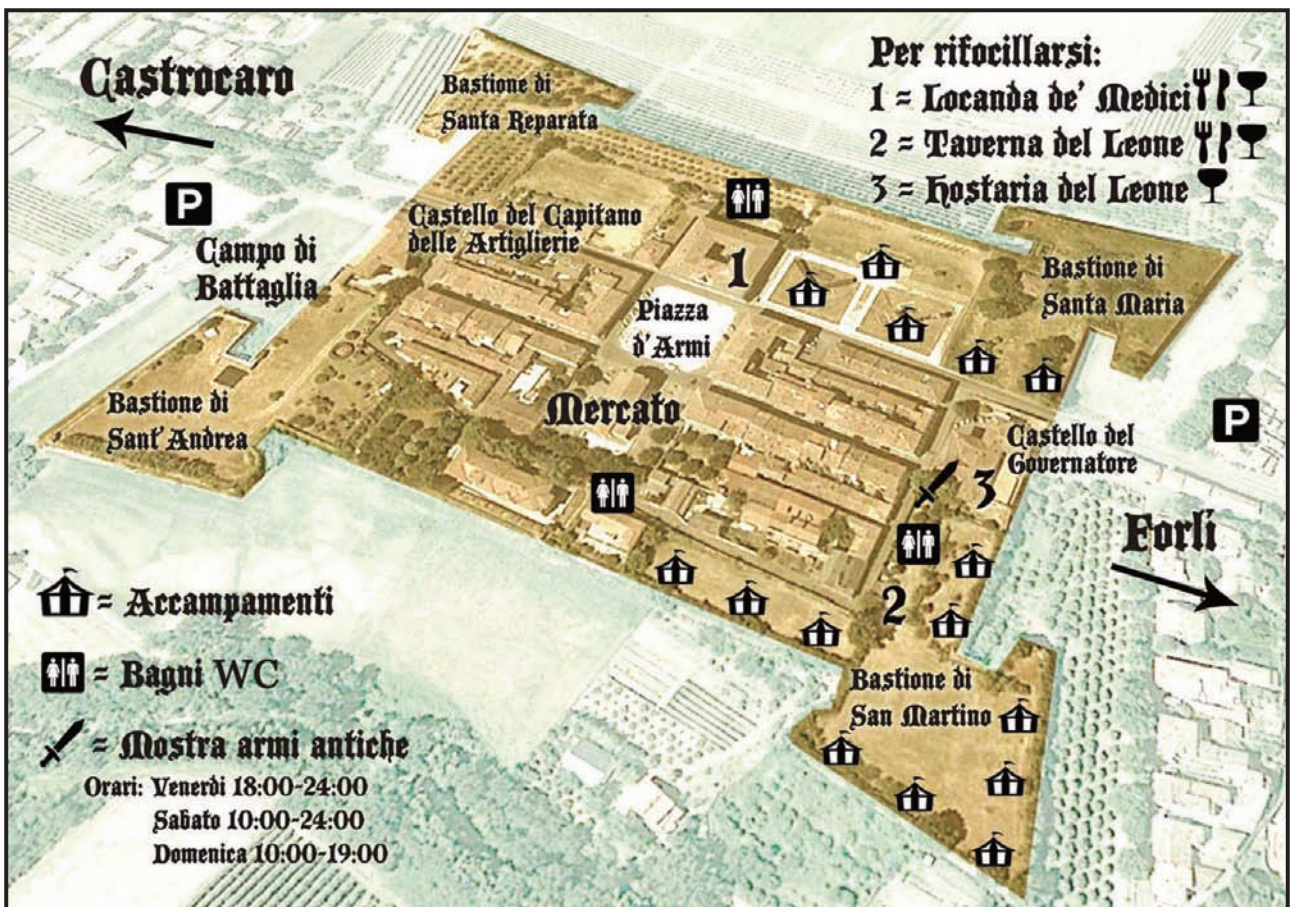 Castrocaro
P
Campo di
Battaglia
Bastione di
Santa Reparata
Castello del Capitano
delle Artiglierie
Per rifocillarsi:
1 = Locanda de' Medici
2 = Taverna del Leone
3 = Hostaria del Leone
1
Piazza
d'Armi
Bastione di
Santa Maria
Bastione di
Sant'Andrea
Mercato
Castello del
Governatore
P
3
Forlì
2
Bastione di
San Martino
= Accampamenti
= Bagni WC
= Mostra armi antiche
Orari: Venerdì 18:00-24:00
Sabato 10:00-24:00
Domenica 10:00-19:00